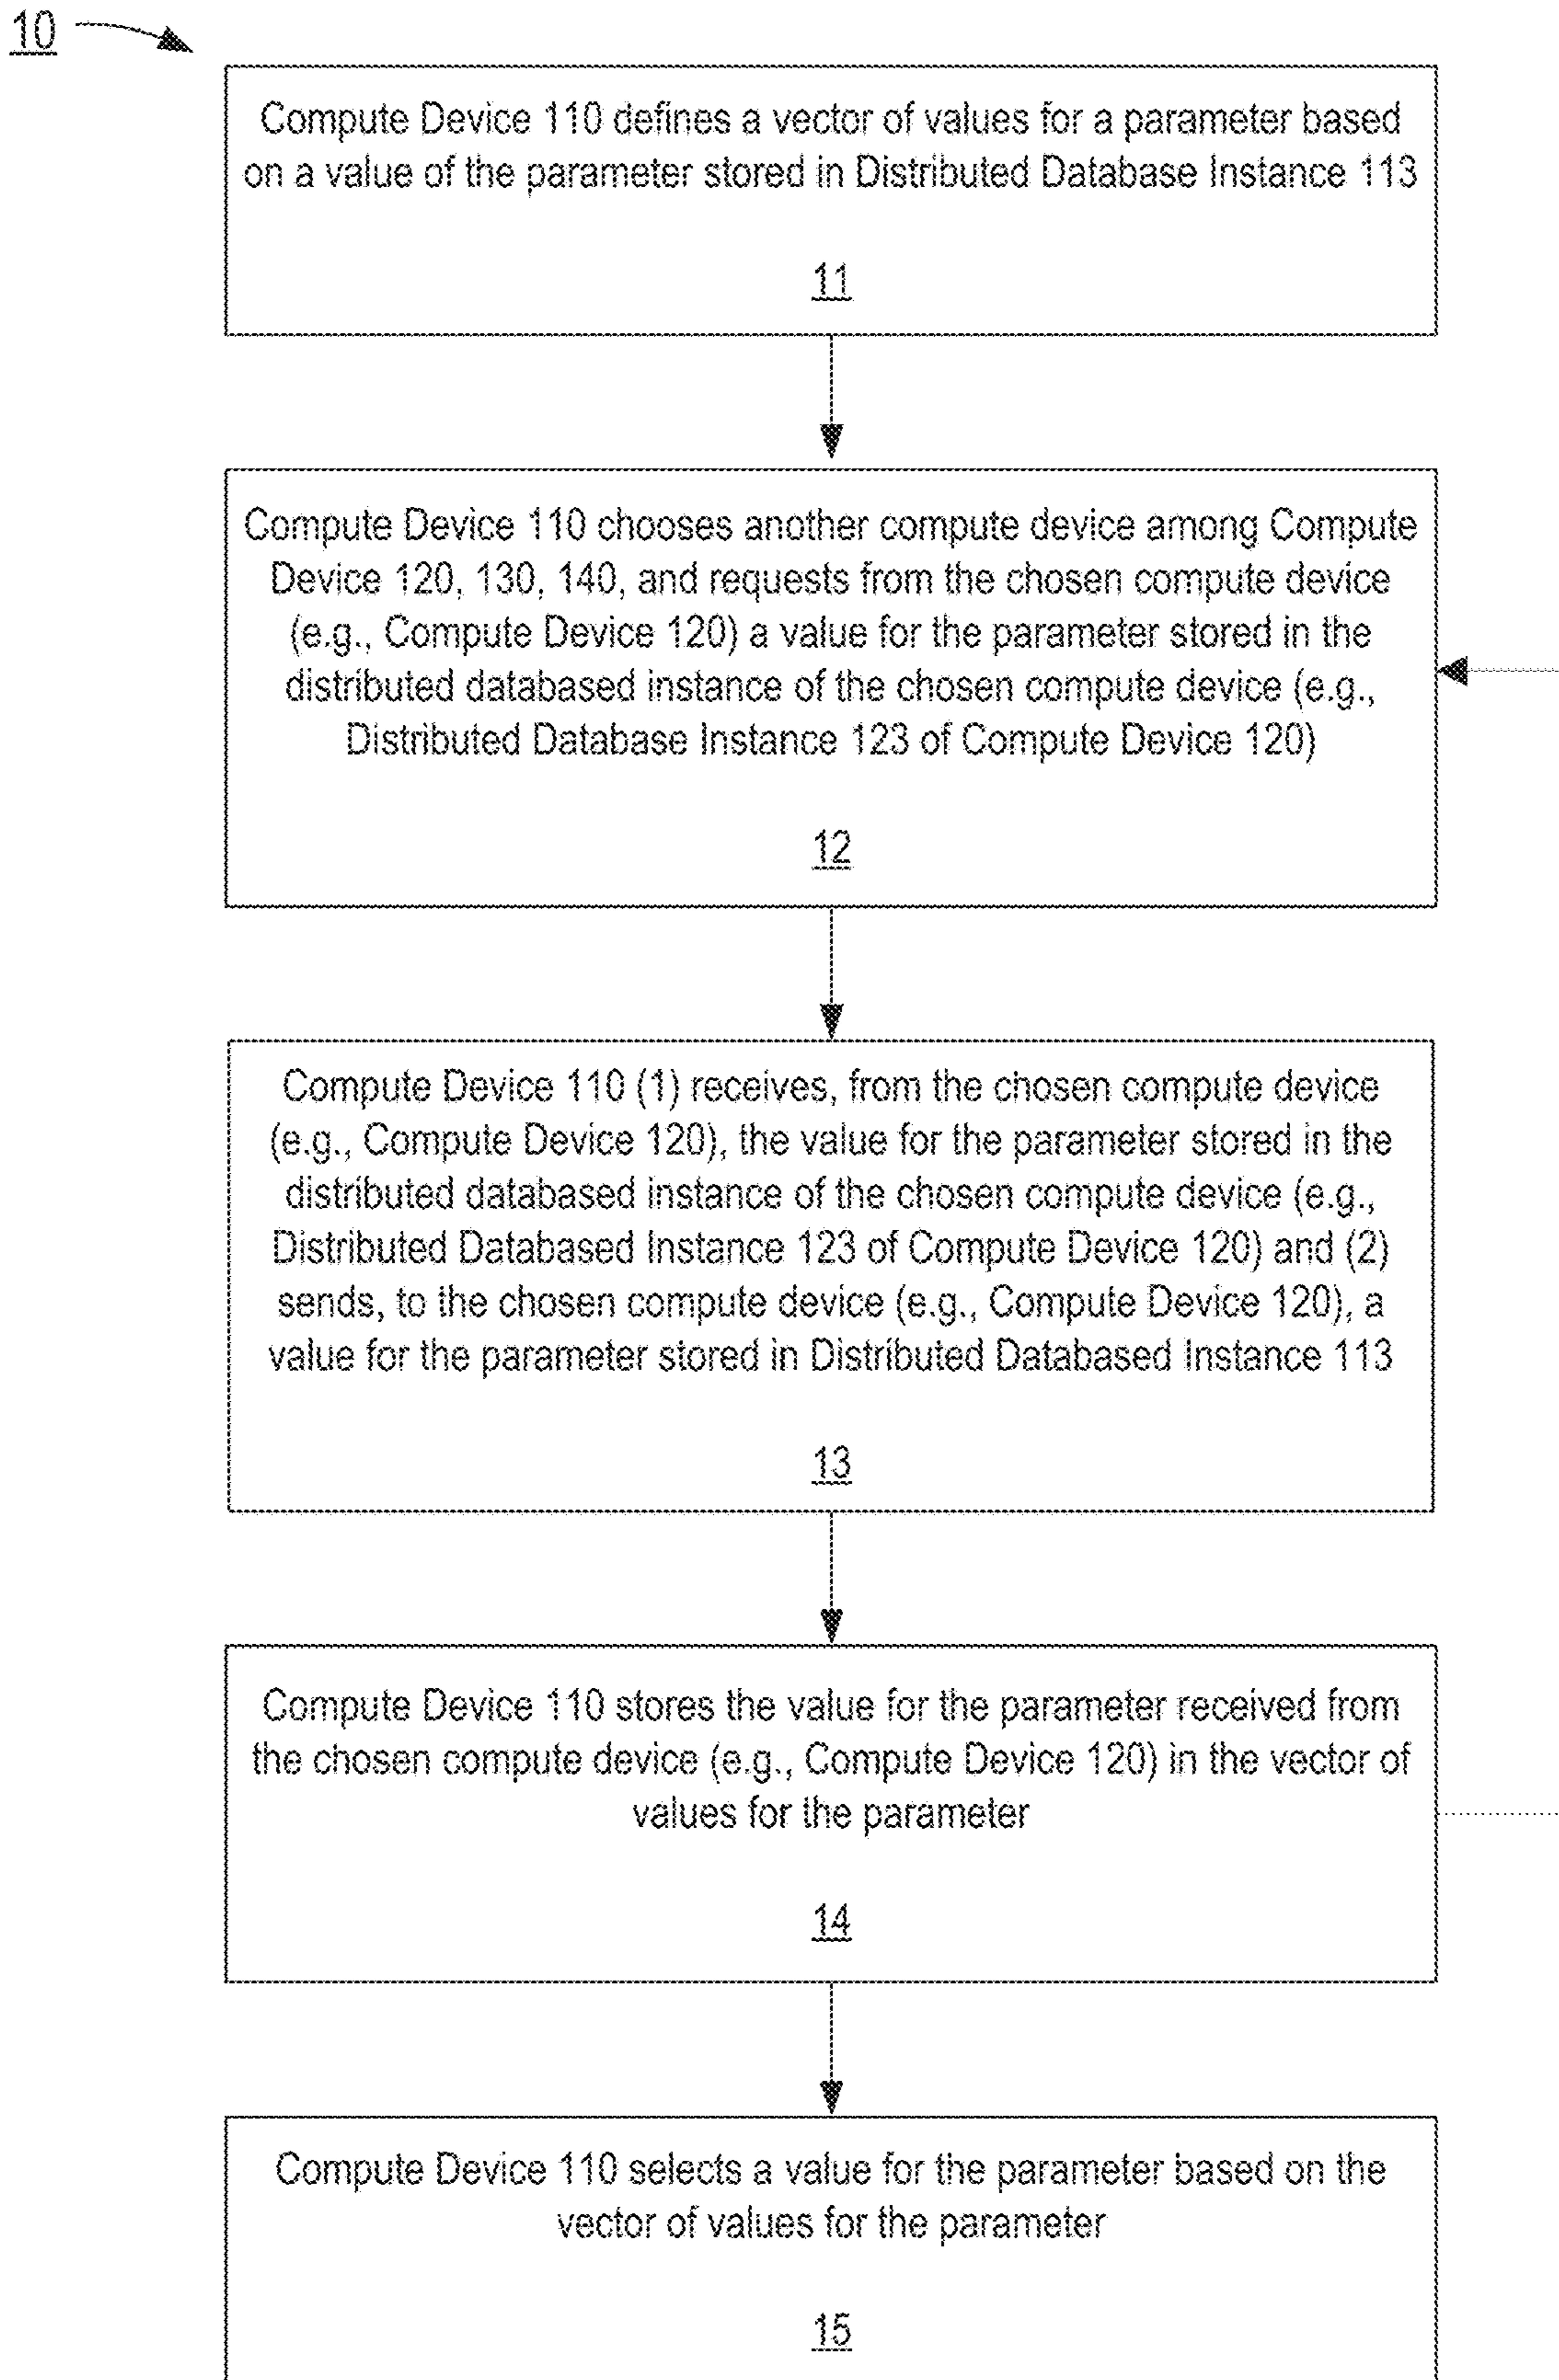 10
Compute Device 110 defines a vector of values for a parameter based
on a value of the parameter stored in Distributed Database Instance 113
11
Compute Device 110 chooses another compute device among Compute
Device 120, 130, 140, and requests from the chosen compute device
(e.g., Compute Device 120) a value for the parameter stored in the
distributed databased instance of the chosen compute device (e.g.,
Distributed Database Instance 123 of Compute Device 120)
12
Compute Device 110 (1) receives, from the chosen compute device
(e.g., Compute Device 120), the value for the parameter stored in the
distributed databased instance of the chosen compute device (e.g.,
Distributed Databased Instance 123 of Compute Device 120) and (2)
sends, to the chosen compute device (e.g., Compute Device 120), a
value for the parameter stored in Distributed Databased Instance 113
13
Compute Device 110 stores the value for the parameter received from
the chosen compute device (e.g., Compute Device 120) in the vector of
values for the parameter
14
Compute Device 110 selects a value for the parameter based on the
vector of values for the parameter
15